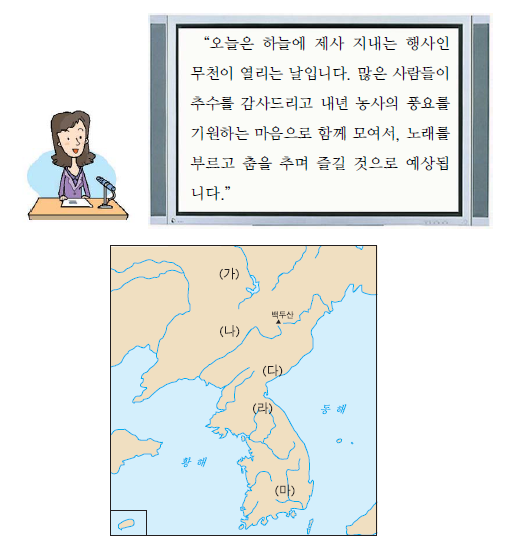 “오늘은 하늘에 제사 지내는 행사인
무천이 열리는 날입니다. 많은 사람들이
추수를 감사드리고 내년 농사의 풍요를
기원하는 마음으로 함께 모여서, 노래를
부르고 춤을 추며 즐길 것으로 예상됩
니다.”
(가)
백두산
(나)
(다)
(라)
동 해
황 해
(마)